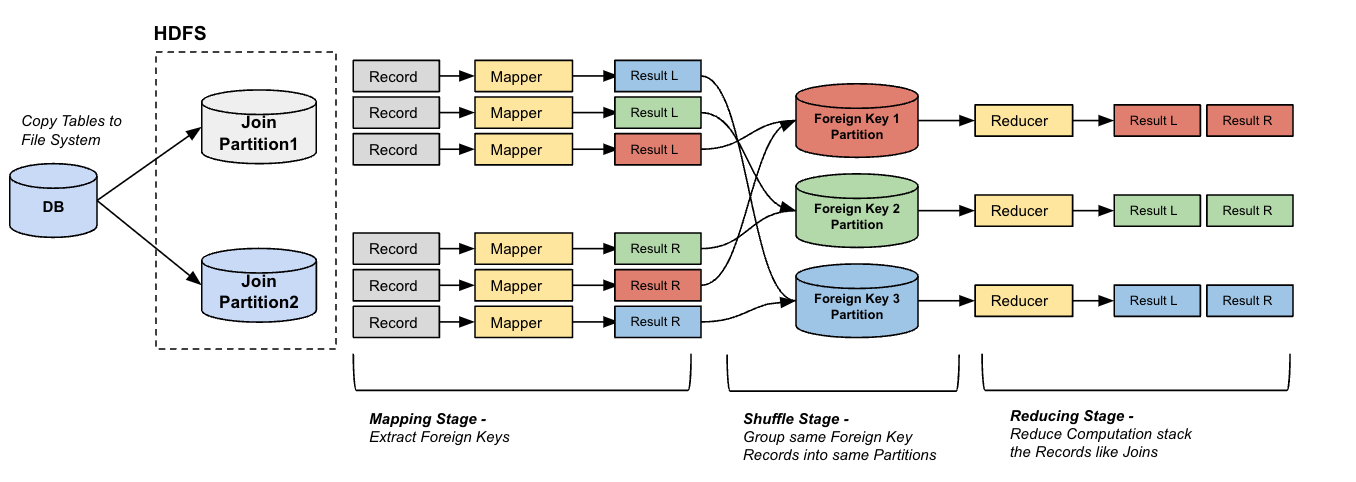 HDFS
Copy Tables to
File System
DB
Join
Partition1
Join
Partition2
Record
Mapper
Result L
Record
Mapper
Result L
Record
Mapper
Result L
Record
Mapper
Result R
Record
Mapper
Result R
Record
Mapper
Result R
Foreign Key 1
Partition
Foreign Key 2
Partition
Foreign Key 3
Partition
Reducer
Result L
Result R
Reducer
Result L
Result R
Reducer
Result L
Result R
Mapping Stage -
Extract Foreign Keys
Shuffle Stage -
Group same Foreign Key
Records into same Partitions
Reducing Stage -
Reduce Computation stack
the Records like Joins